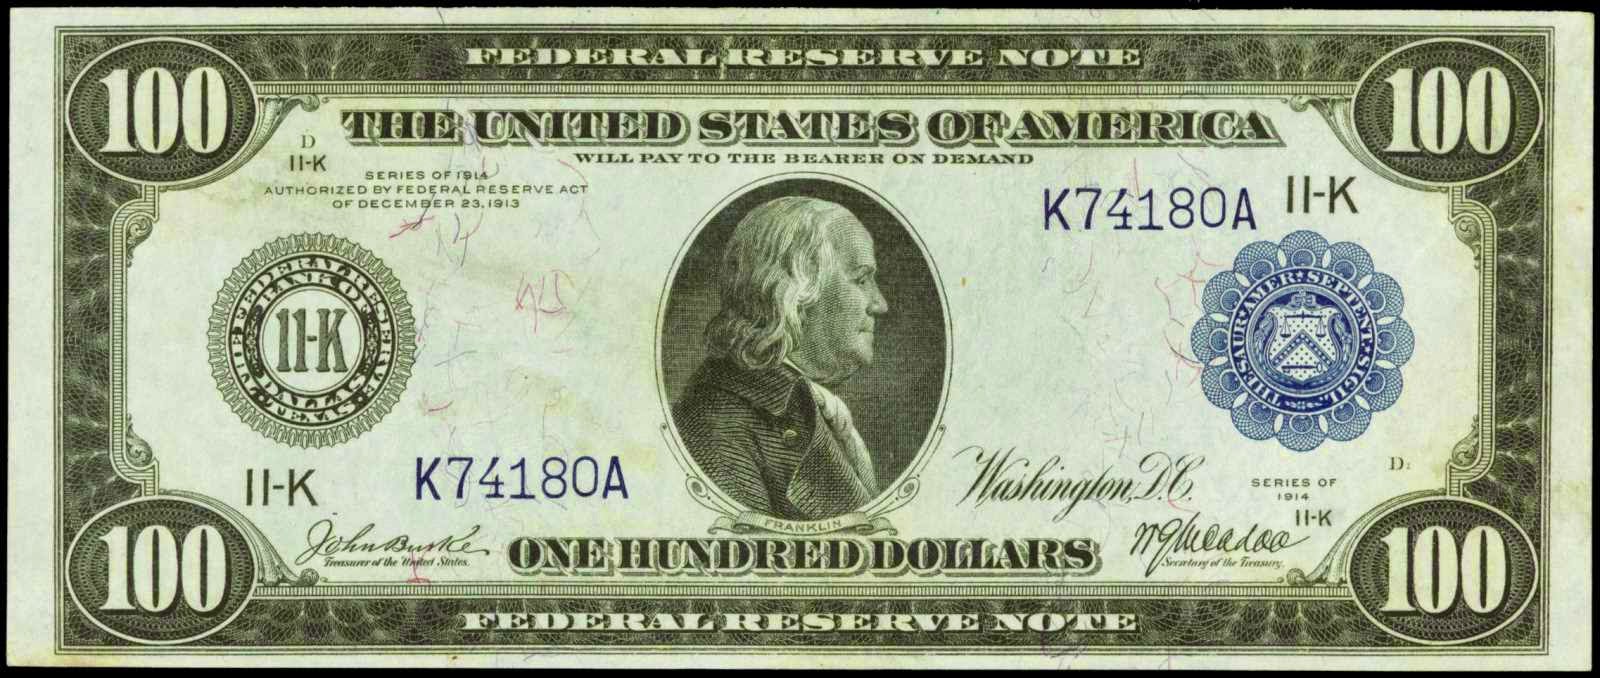 FEDERAL RESERVE NOTE
100
100
THE UNITED STATES OF AMERICA
WILL PAY TO THE BEARER ON DEMAND
D
11-K
SERIES OF 1914
AUTHORIZED BY FEDERAL RESERVE ACT
OF DECEMBER 23, 1913
K74180A
11-K
THE FEDERAL RESERVE
BANK OF
11-K
DALLAS
TEXAS
THESAUR. AMER. SEPTENT. SIGIL.
11-K
K74180A
FRANKLIN
Washington, D.C.
D1
SERIES OF
1914
11-K
John Burke
Treasurer of the United States.
ONE HUNDRED DOLLARS
W G McAdoo
Secretary of the Treasury.
100
100
FEDERAL RESERVE NOTE